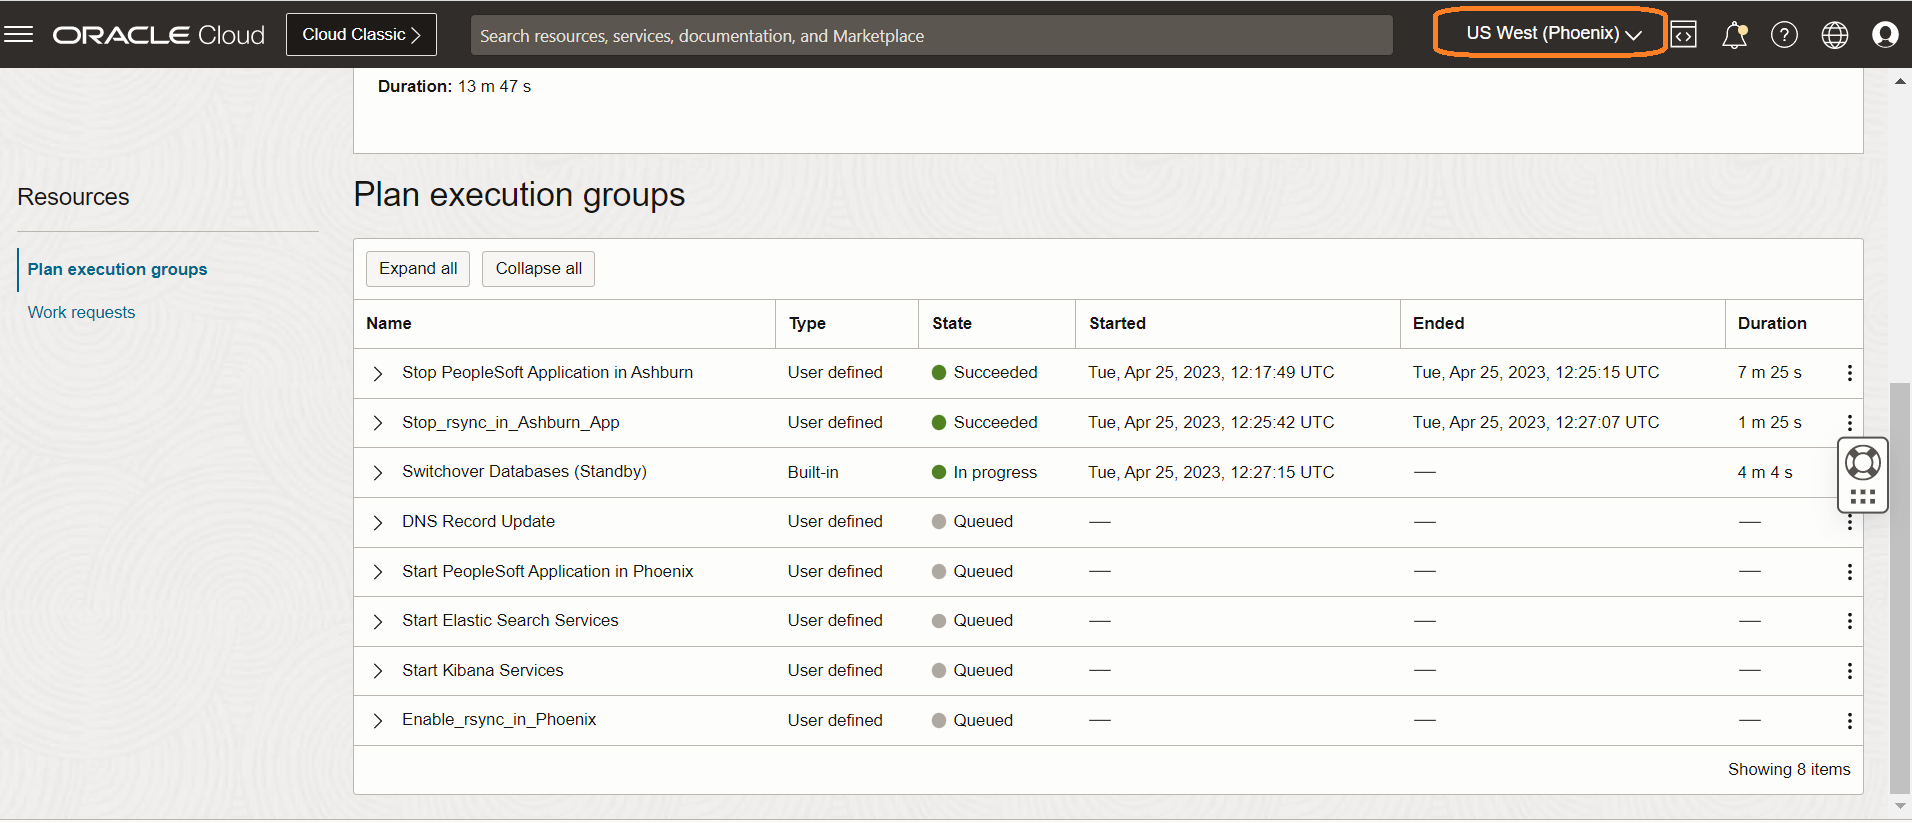 ORACLE Cloud Cloud Classic Search resources, services, documentation, and Marketplace US West (Phoenix)
Duration: 13 m 47 s
Resources
Plan execution groups
Work requests
Plan execution groups
Expand all Collapse all
Name Type State Started Ended Duration
Stop PeopleSoft Application in Ashburn User defined Succeeded Tue, Apr 25, 2023, 12:17:49 UTC Tue, Apr 25, 2023, 12:25:15 UTC 7 m 25 s
Stop_rsync_in_Ashburn_App User defined Succeeded Tue, Apr 25, 2023, 12:25:42 UTC Tue, Apr 25, 2023, 12:27:07 UTC 1 m 25 s
Switchover Databases (Standby) Built-in In progress Tue, Apr 25, 2023, 12:27:15 UTC — 4 m 4 s
DNS Record Update User defined Queued — — —
Start PeopleSoft Application in Phoenix User defined Queued — — —
Start Elastic Search Services User defined Queued — — —
Start Kibana Services User defined Queued — — —
Enable_rsync_in_Phoenix User defined Queued — — —
Showing 8 items